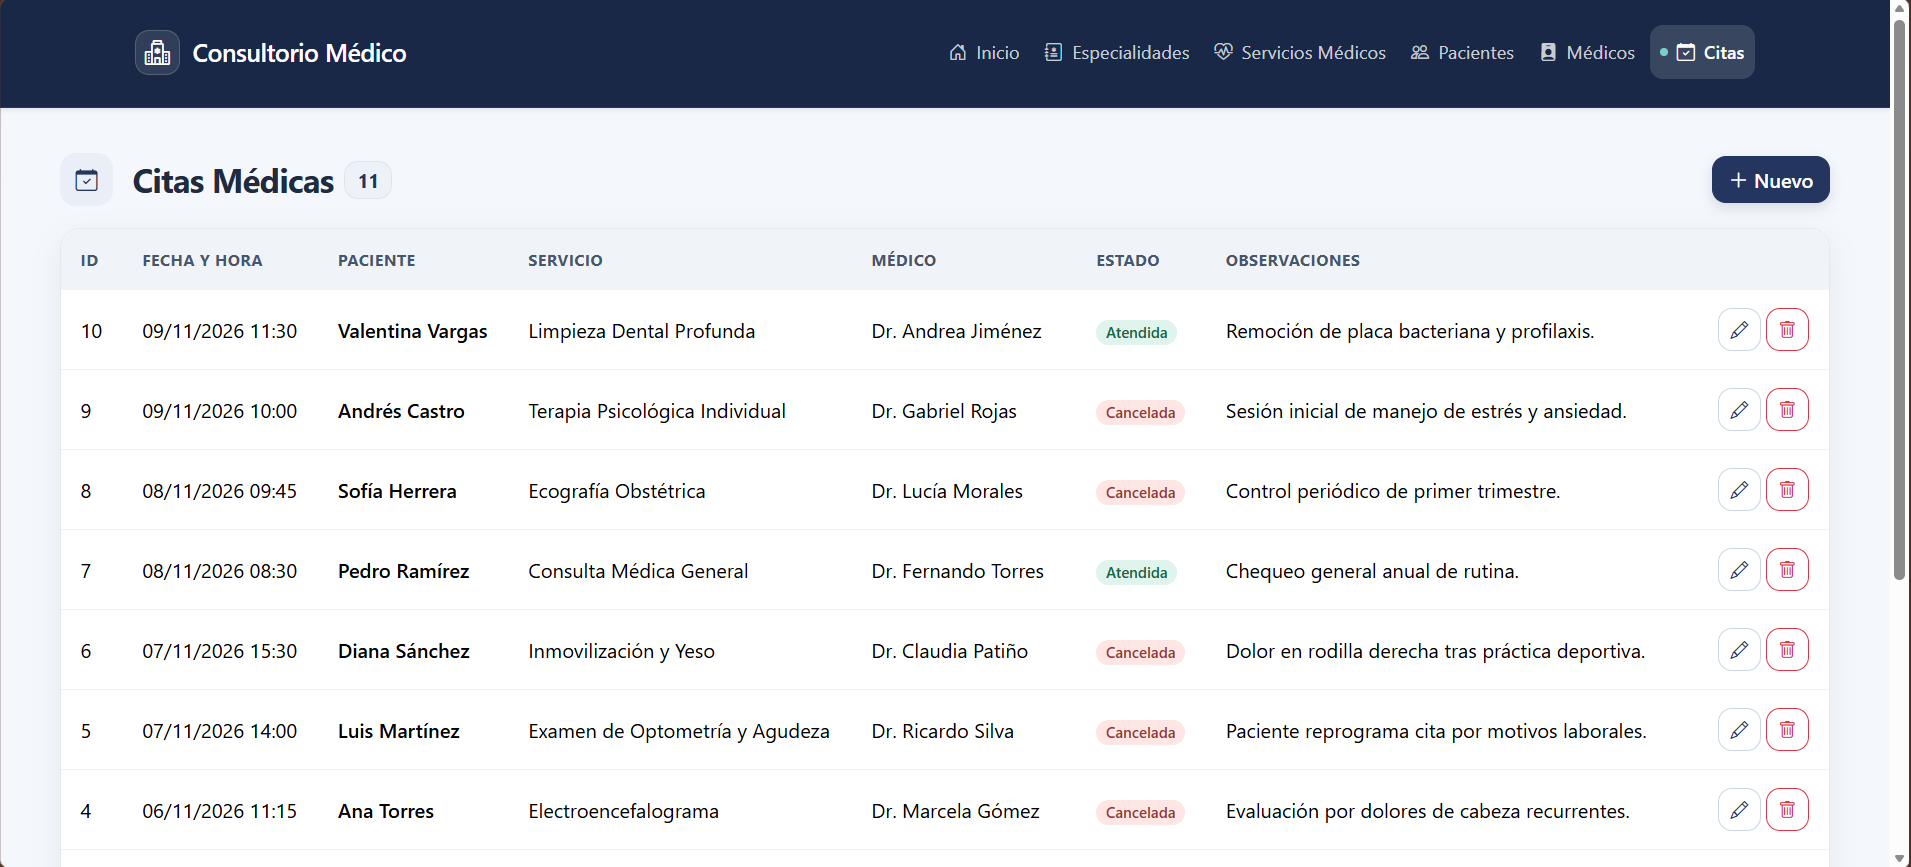 Consultorio Médico
Inicio Especialidades Servicios Médicos Pacientes Médicos Citas
Citas Médicas 11
+ Nuevo
ID FECHA Y HORA PACIENTE SERVICIO MÉDICO ESTADO OBSERVACIONES
10 09/11/2026 11:30 Valentina Vargas Limpieza Dental Profunda Dr. Andrea Jiménez Atendida Remoción de placa bacteriana y profilaxis.
9 09/11/2026 10:00 Andrés Castro Terapia Psicológica Individual Dr. Gabriel Rojas Cancelada Sesión inicial de manejo de estrés y ansiedad.
8 08/11/2026 09:45 Sofía Herrera Ecografía Obstétrica Dr. Lucía Morales Cancelada Control periódico de primer trimestre.
7 08/11/2026 08:30 Pedro Ramírez Consulta Médica General Dr. Fernando Torres Atendida Chequeo general anual de rutina.
6 07/11/2026 15:30 Diana Sánchez Inmovilización y Yeso Dr. Claudia Patiño Cancelada Dolor en rodilla derecha tras práctica deportiva.
5 07/11/2026 14:00 Luis Martínez Examen de Optometría y Agudeza Dr. Ricardo Silva Cancelada Paciente reprograma cita por motivos laborales.
4 06/11/2026 11:15 Ana Torres Electroencefalograma Dr. Marcela Gómez Cancelada Evaluación por dolores de cabeza recurrentes.